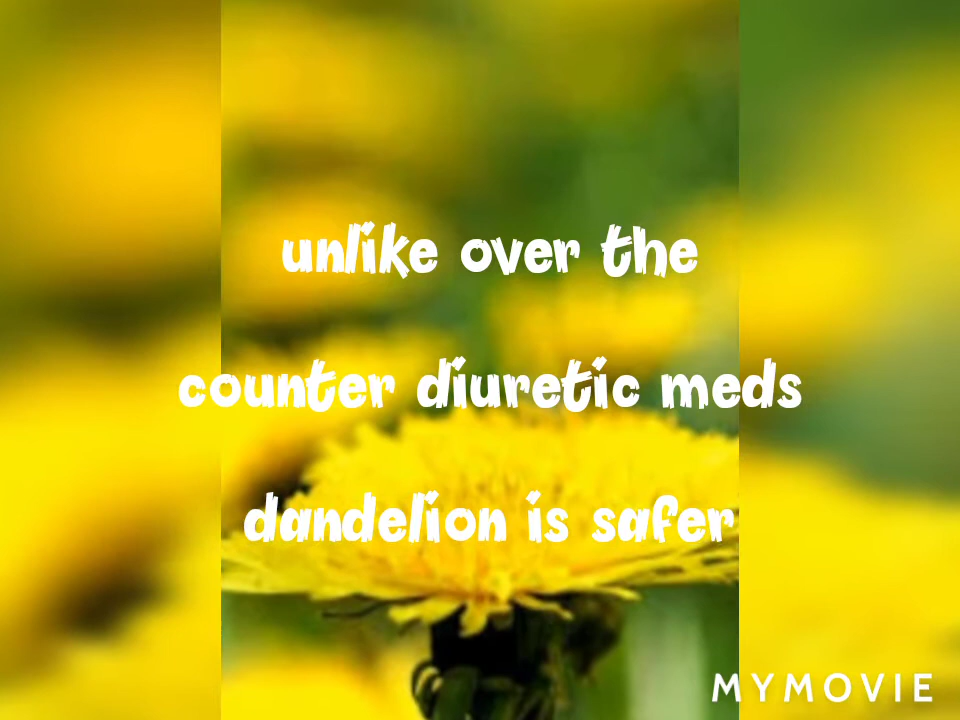 unlike over the
counter diuretic meds
dandelion is safer
MYMOVIE